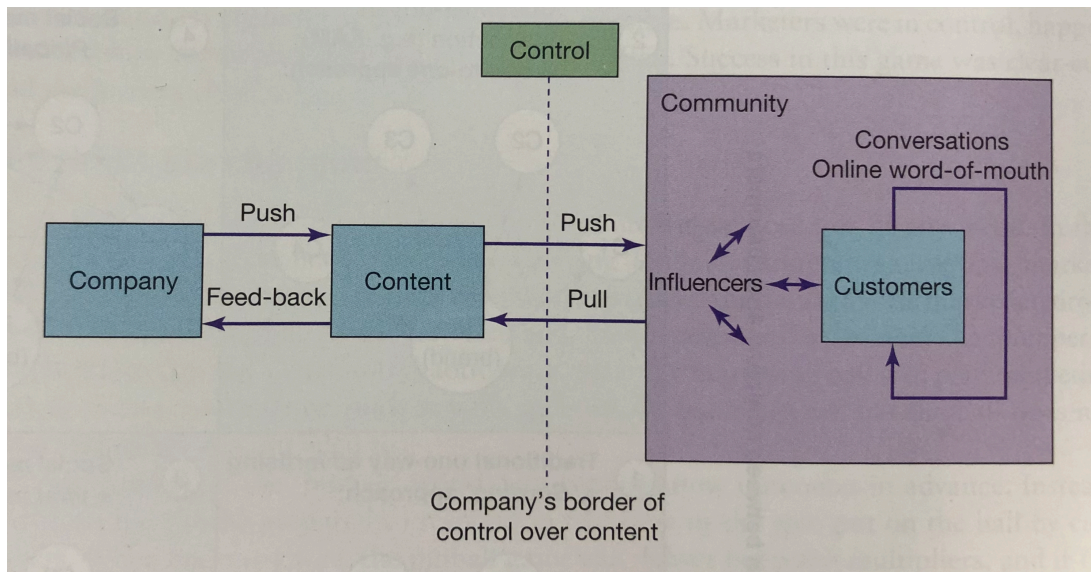 Control
Community
Conversations
Online word-of-mouth
Push
Push
Company
Content
Influencers
Customers
Feed-back
Pull
Company's border of
control over content